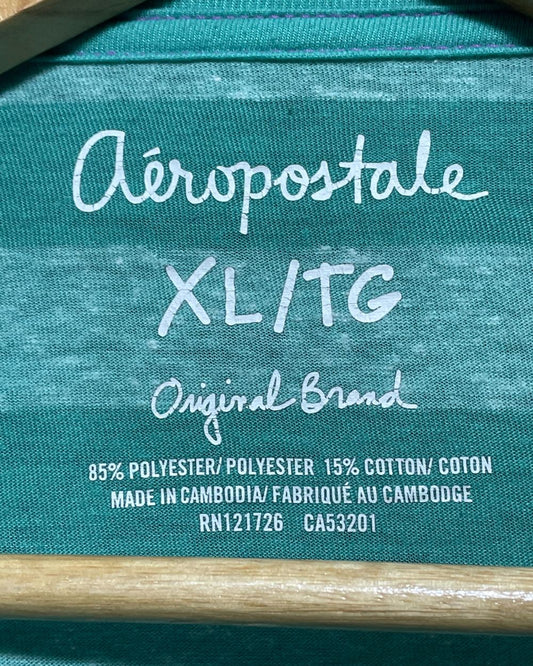 aéropostale
XL/TG
Original Brand
85% POLYESTER/ POLYESTER 15% COTTON/ COTON
MADE IN CAMBODIA/ FABRIQUÉ AU CAMBODGE
RN121726 CA53201